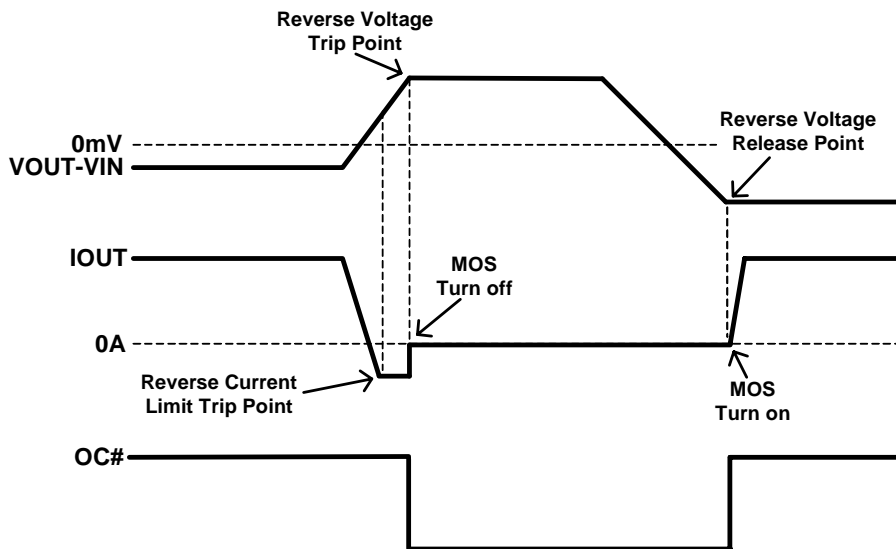 Reverse Voltage
Trip Point
Reverse Voltage
Release Point
0mV
VOUT-VIN
IOUT
MOS
Turn off
0A
Reverse Current
Limit Trip Point
MOS
Turn on
OC#